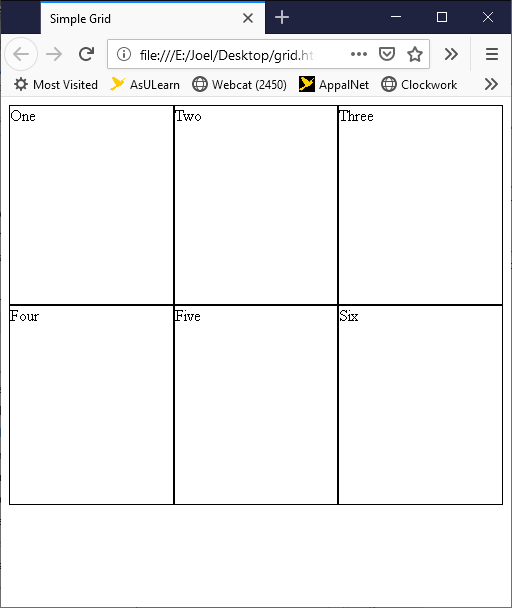 Simple Grid
file:///E:/Joel/Desktop/grid.ht
Most Visited AsULearn Webcat (2450) AppalNet Clockwork
One Two Three
Four Five Six